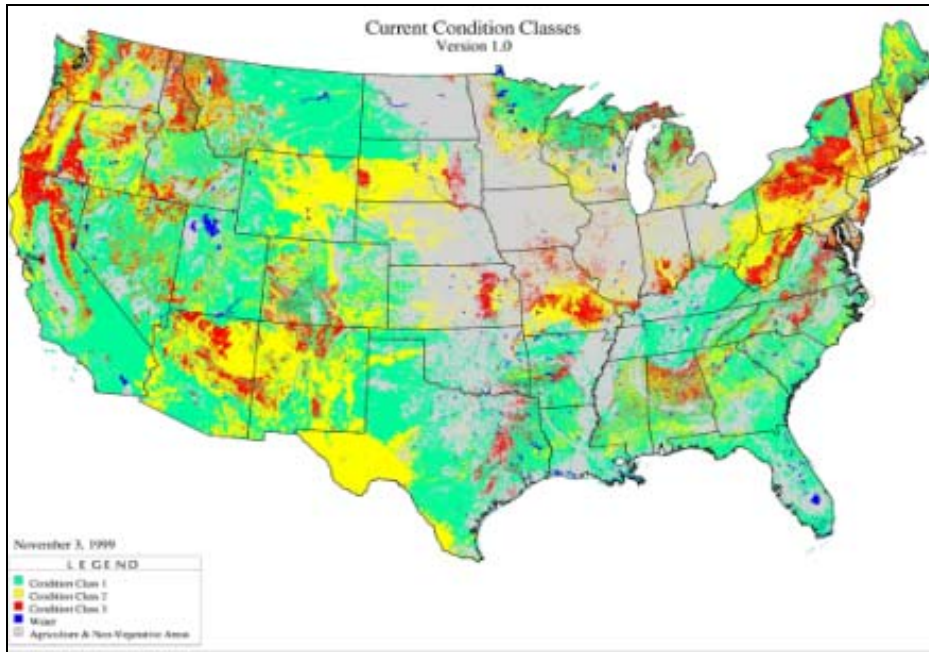 Current Condition Classes
Version 1.0
November 3, 1999
LEGEND
Condition Class 1
Condition Class 2
Condition Class 3
Water
Agriculture & Non-Vegetative Areas